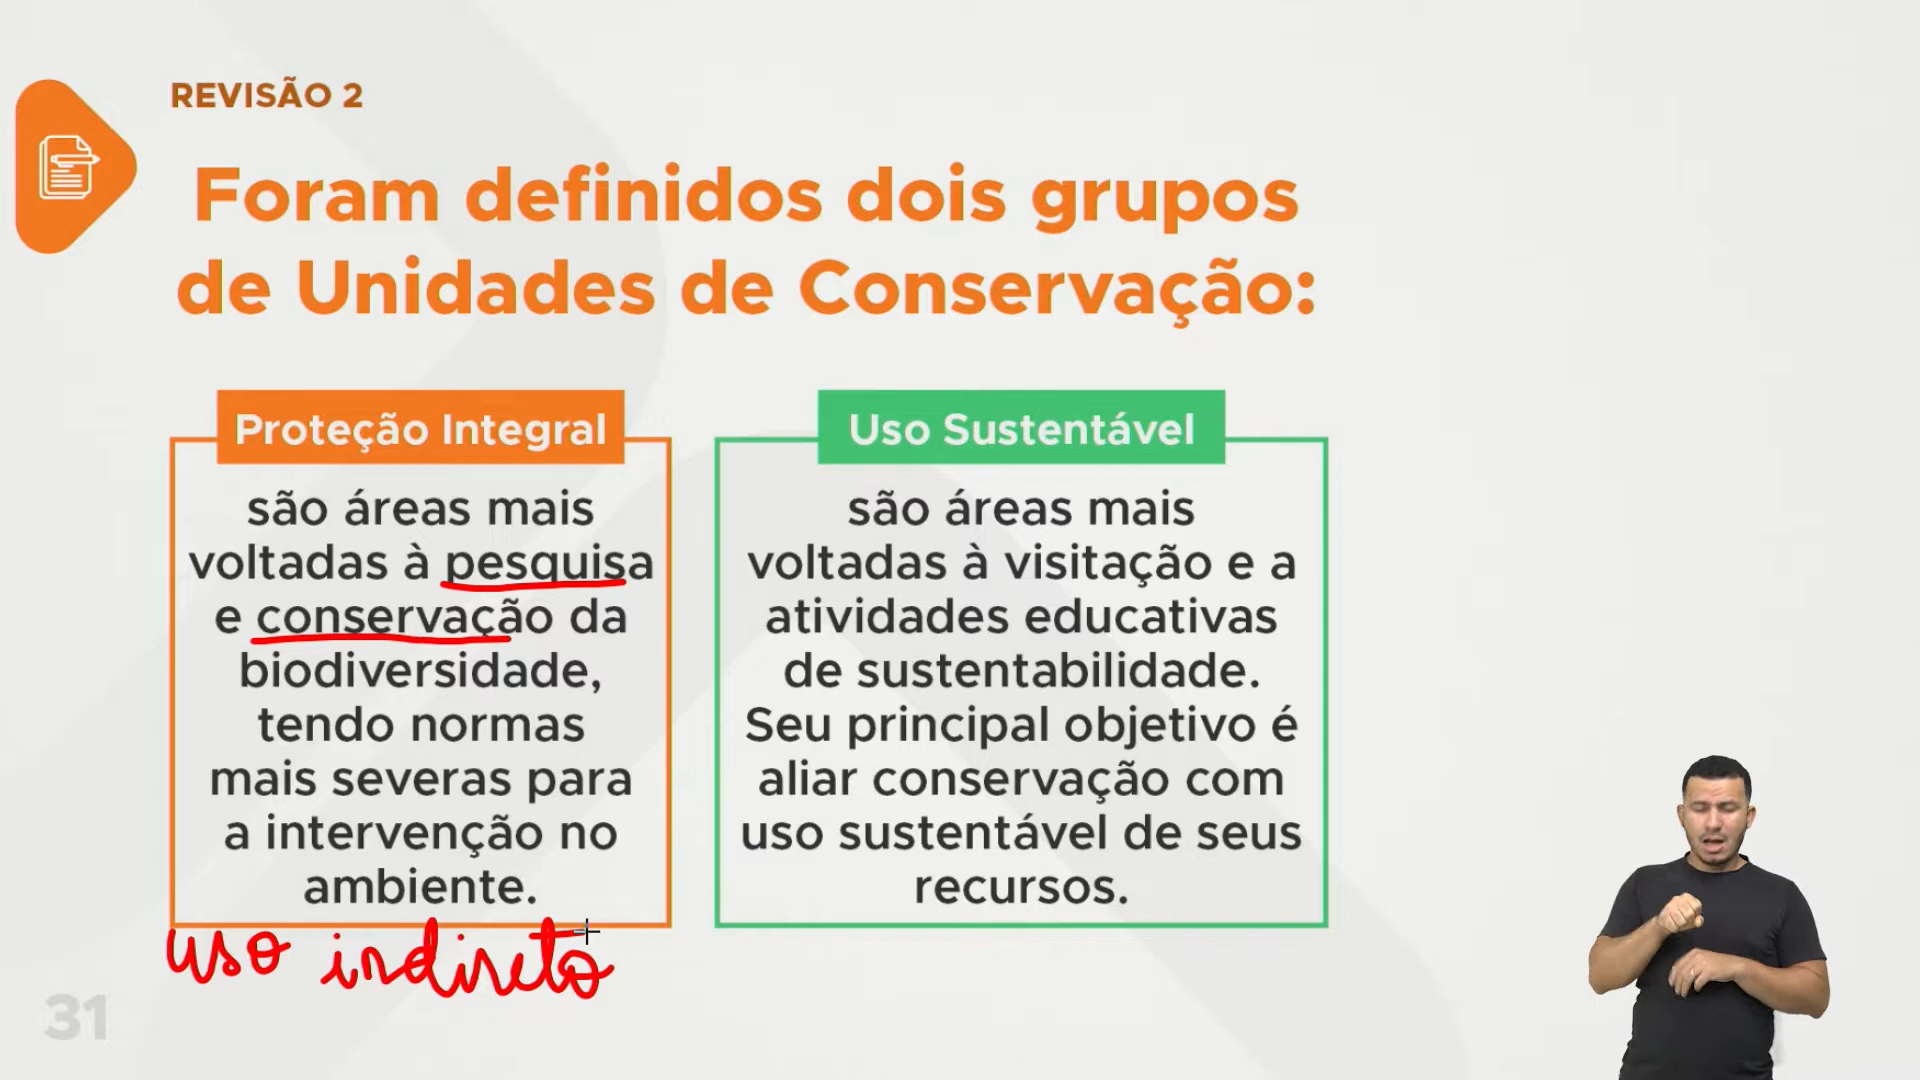 REVISÃO 2
Foram definidos dois grupos
de Unidades de Conservação:
Proteção Integral
são áreas mais
voltadas à pesquisa
e conservação da
biodiversidade,
tendo normas
mais severas para
a intervenção no
ambiente.
uso indireto
Uso Sustentável
são áreas mais
voltadas à visitação e a
atividades educativas
de sustentabilidade.
Seu principal objetivo é
aliar conservação com
uso sustentável de seus
recursos.
31